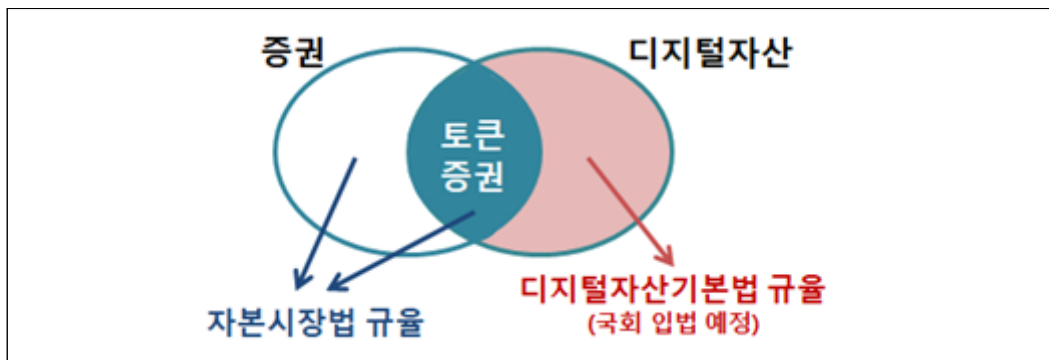 증권
디지털자산
토큰
증권
자본시장법 규율
디지털자산기본법 규율
(국회 입법 예정)